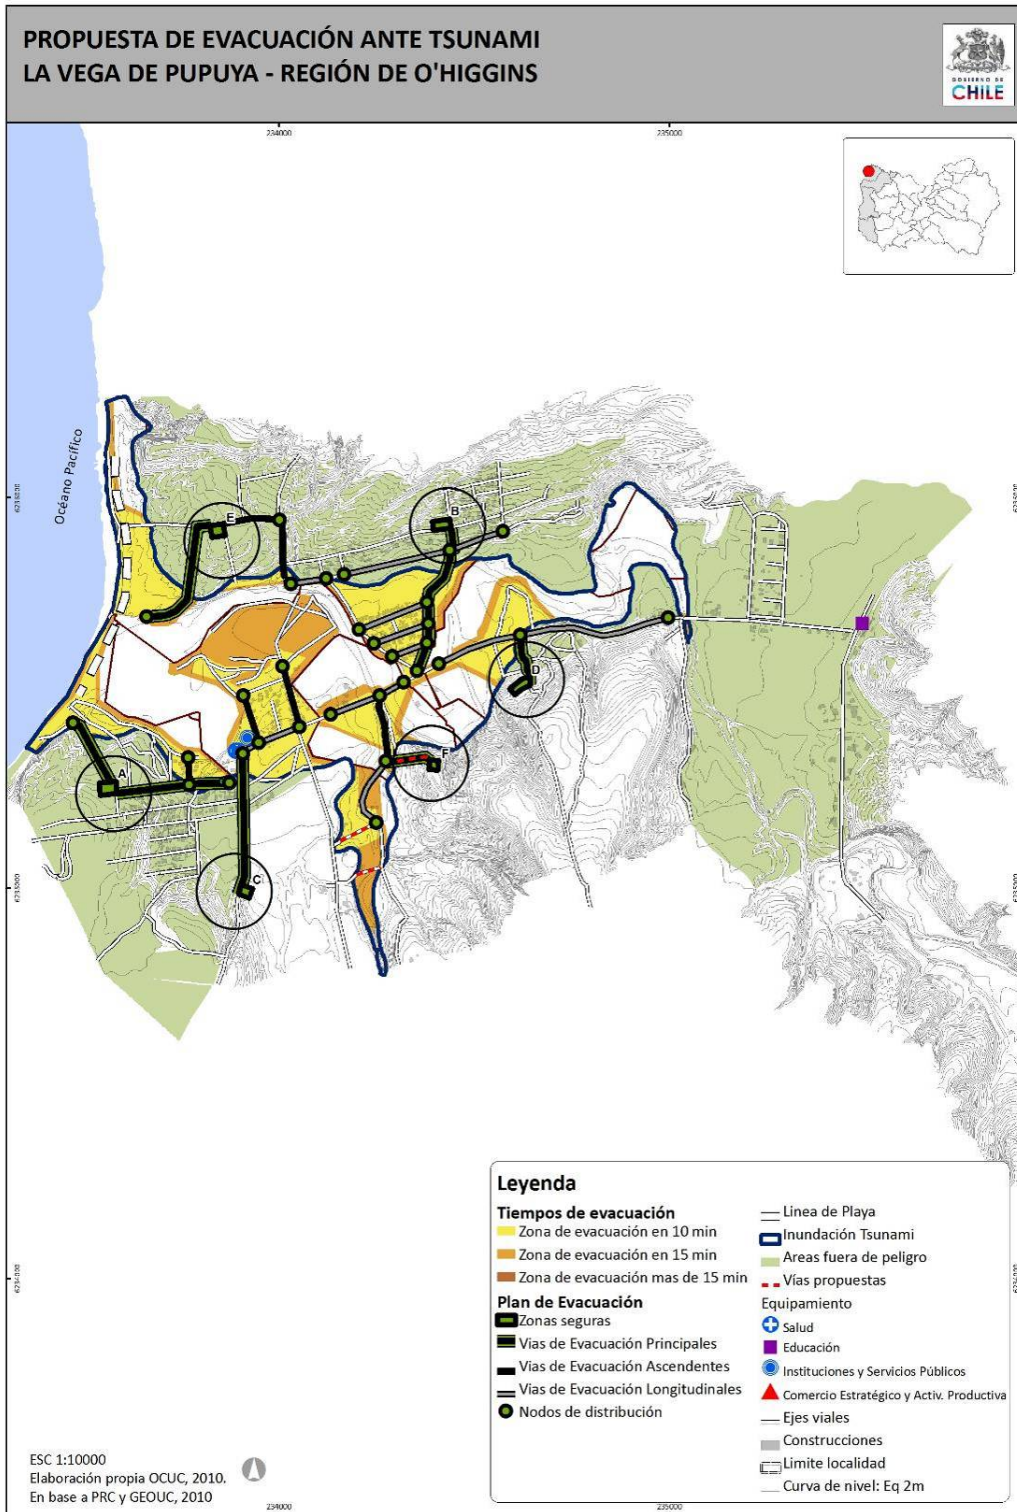 PROPUESTA DE EVACUACIÓN ANTE TSUNAMI
LA VEGA DE PUPUYA - REGIÓN DE O'HIGGINS
GOBIERNO DE
CHILE
234000
235000
Océano Pacífico
E
B
D
F
A
C
6235000
6235000
6234000
6234000
Leyenda
Tiempos de evacuación
Zona de evacuación en 10 min
Zona de evacuación en 15 min
Zona de evacuación mas de 15 min
Plan de Evacuación
Zonas seguras
Vias de Evacuación Principales
Vias de Evacuación Ascendentes
Vias de Evacuación Longitudinales
Nodos de distribución
Linea de Playa
Inundación Tsunami
Areas fuera de peligro
Vías propuestas
Equipamiento
Salud
Educación
Instituciones y Servicios Públicos
Comercio Estratégico y Activ. Productiva
Ejes viales
Construcciones
Limite localidad
Curva de nivel: Eq 2m
ESC 1:10000
Elaboración propia OCUC, 2010.
En base a PRC y GEOUC, 2010
234000
235000